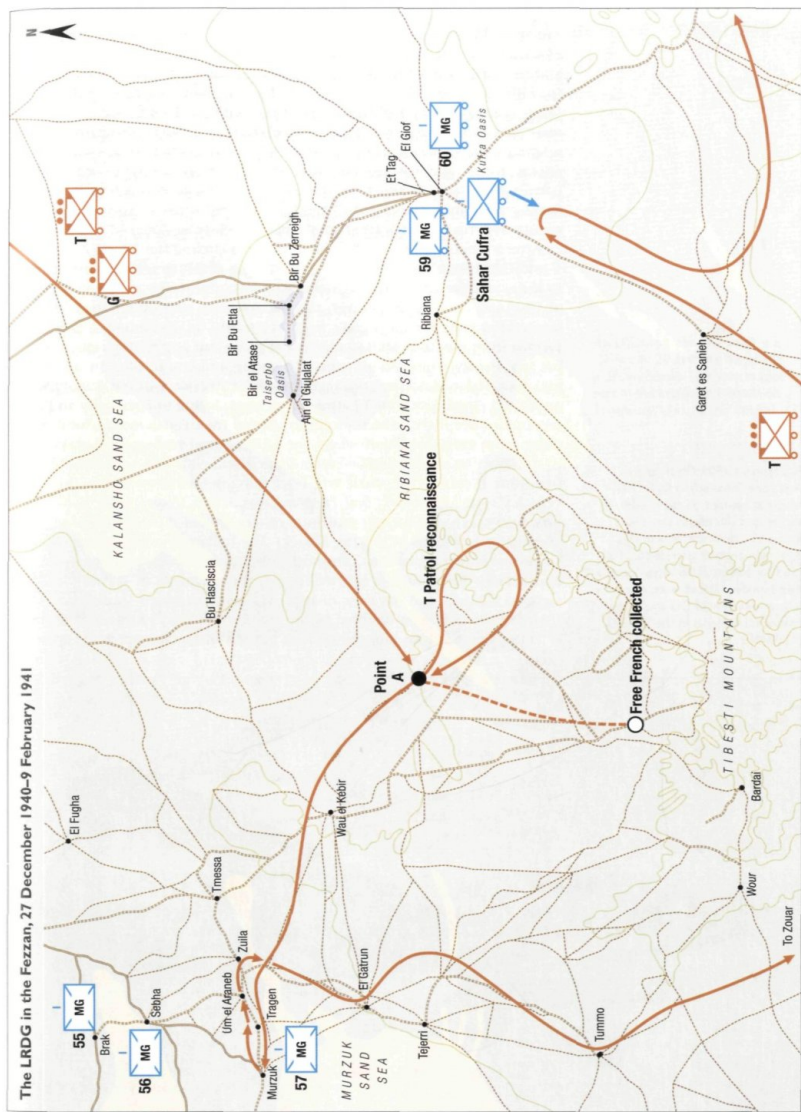 The LRDG in the Fezzan, 27 December 1940–9 February 1941
N
El Fugha
KALANSHO SAND SEA
T
G
55
MG
Brak
Sebha
56
MG
Tmessa
Bu Hasciscia
Bir Bu Etla
Bir Bu Zerreigh
Bir el Atase
Taiserbo
Oasis
Ain el Giulalat
Zuila
Um el Araneb
Tragen
Murzuk
57
MG
Wau el Kebir
Point
A
RIBIANA SAND SEA
Ribiana
Et Tag
El Giof
59
MG
60
MG
Kufra Oasis
Sahar Cufra
MURZUK
SAND
SEA
El Gatrun
Tejerri
T Patrol reconnaissance
Free French collected
TIBESTI MOUNTAINS
Garet es Sanieh
Tummo
Bardai
Wour
To Zouar
T